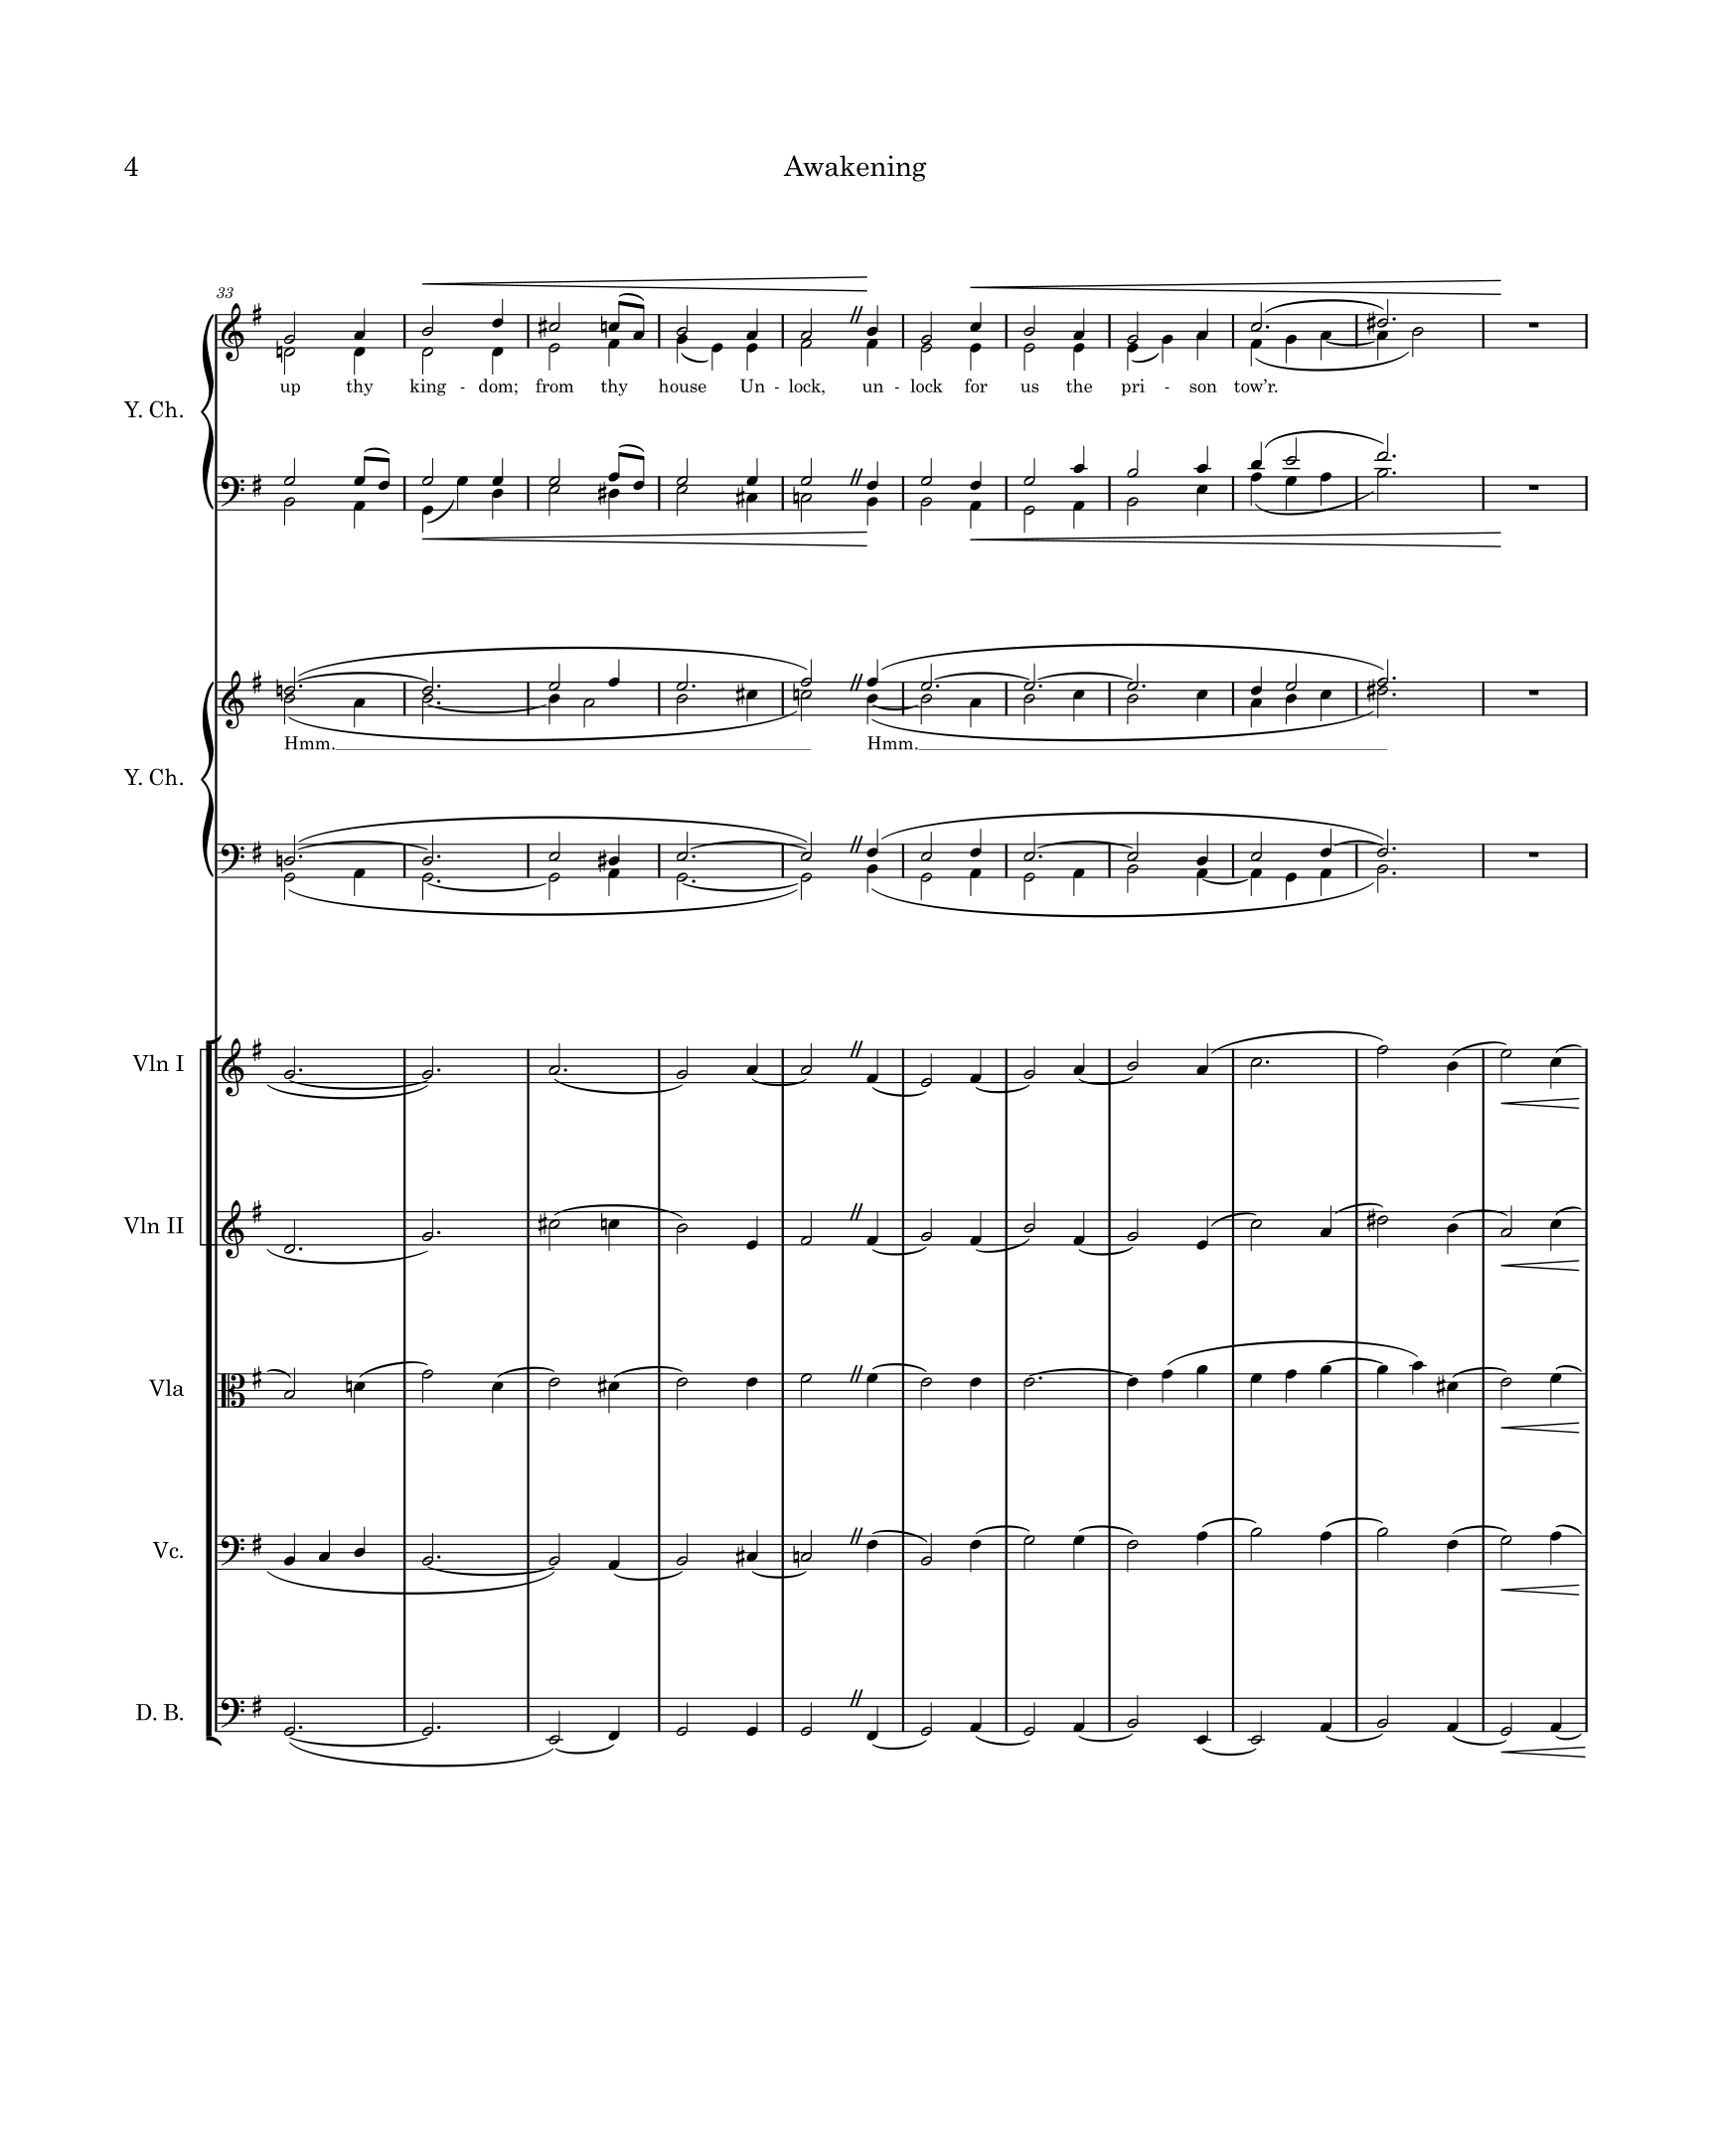 4 Awakening
33
up thy king - dom; from thy house Un - lock, un - lock for us the pri - son tow’r.
Y. Ch.
Hmm. Hmm.
Y. Ch.
Vln I
Vln II
Vla
Vc.
D. B.